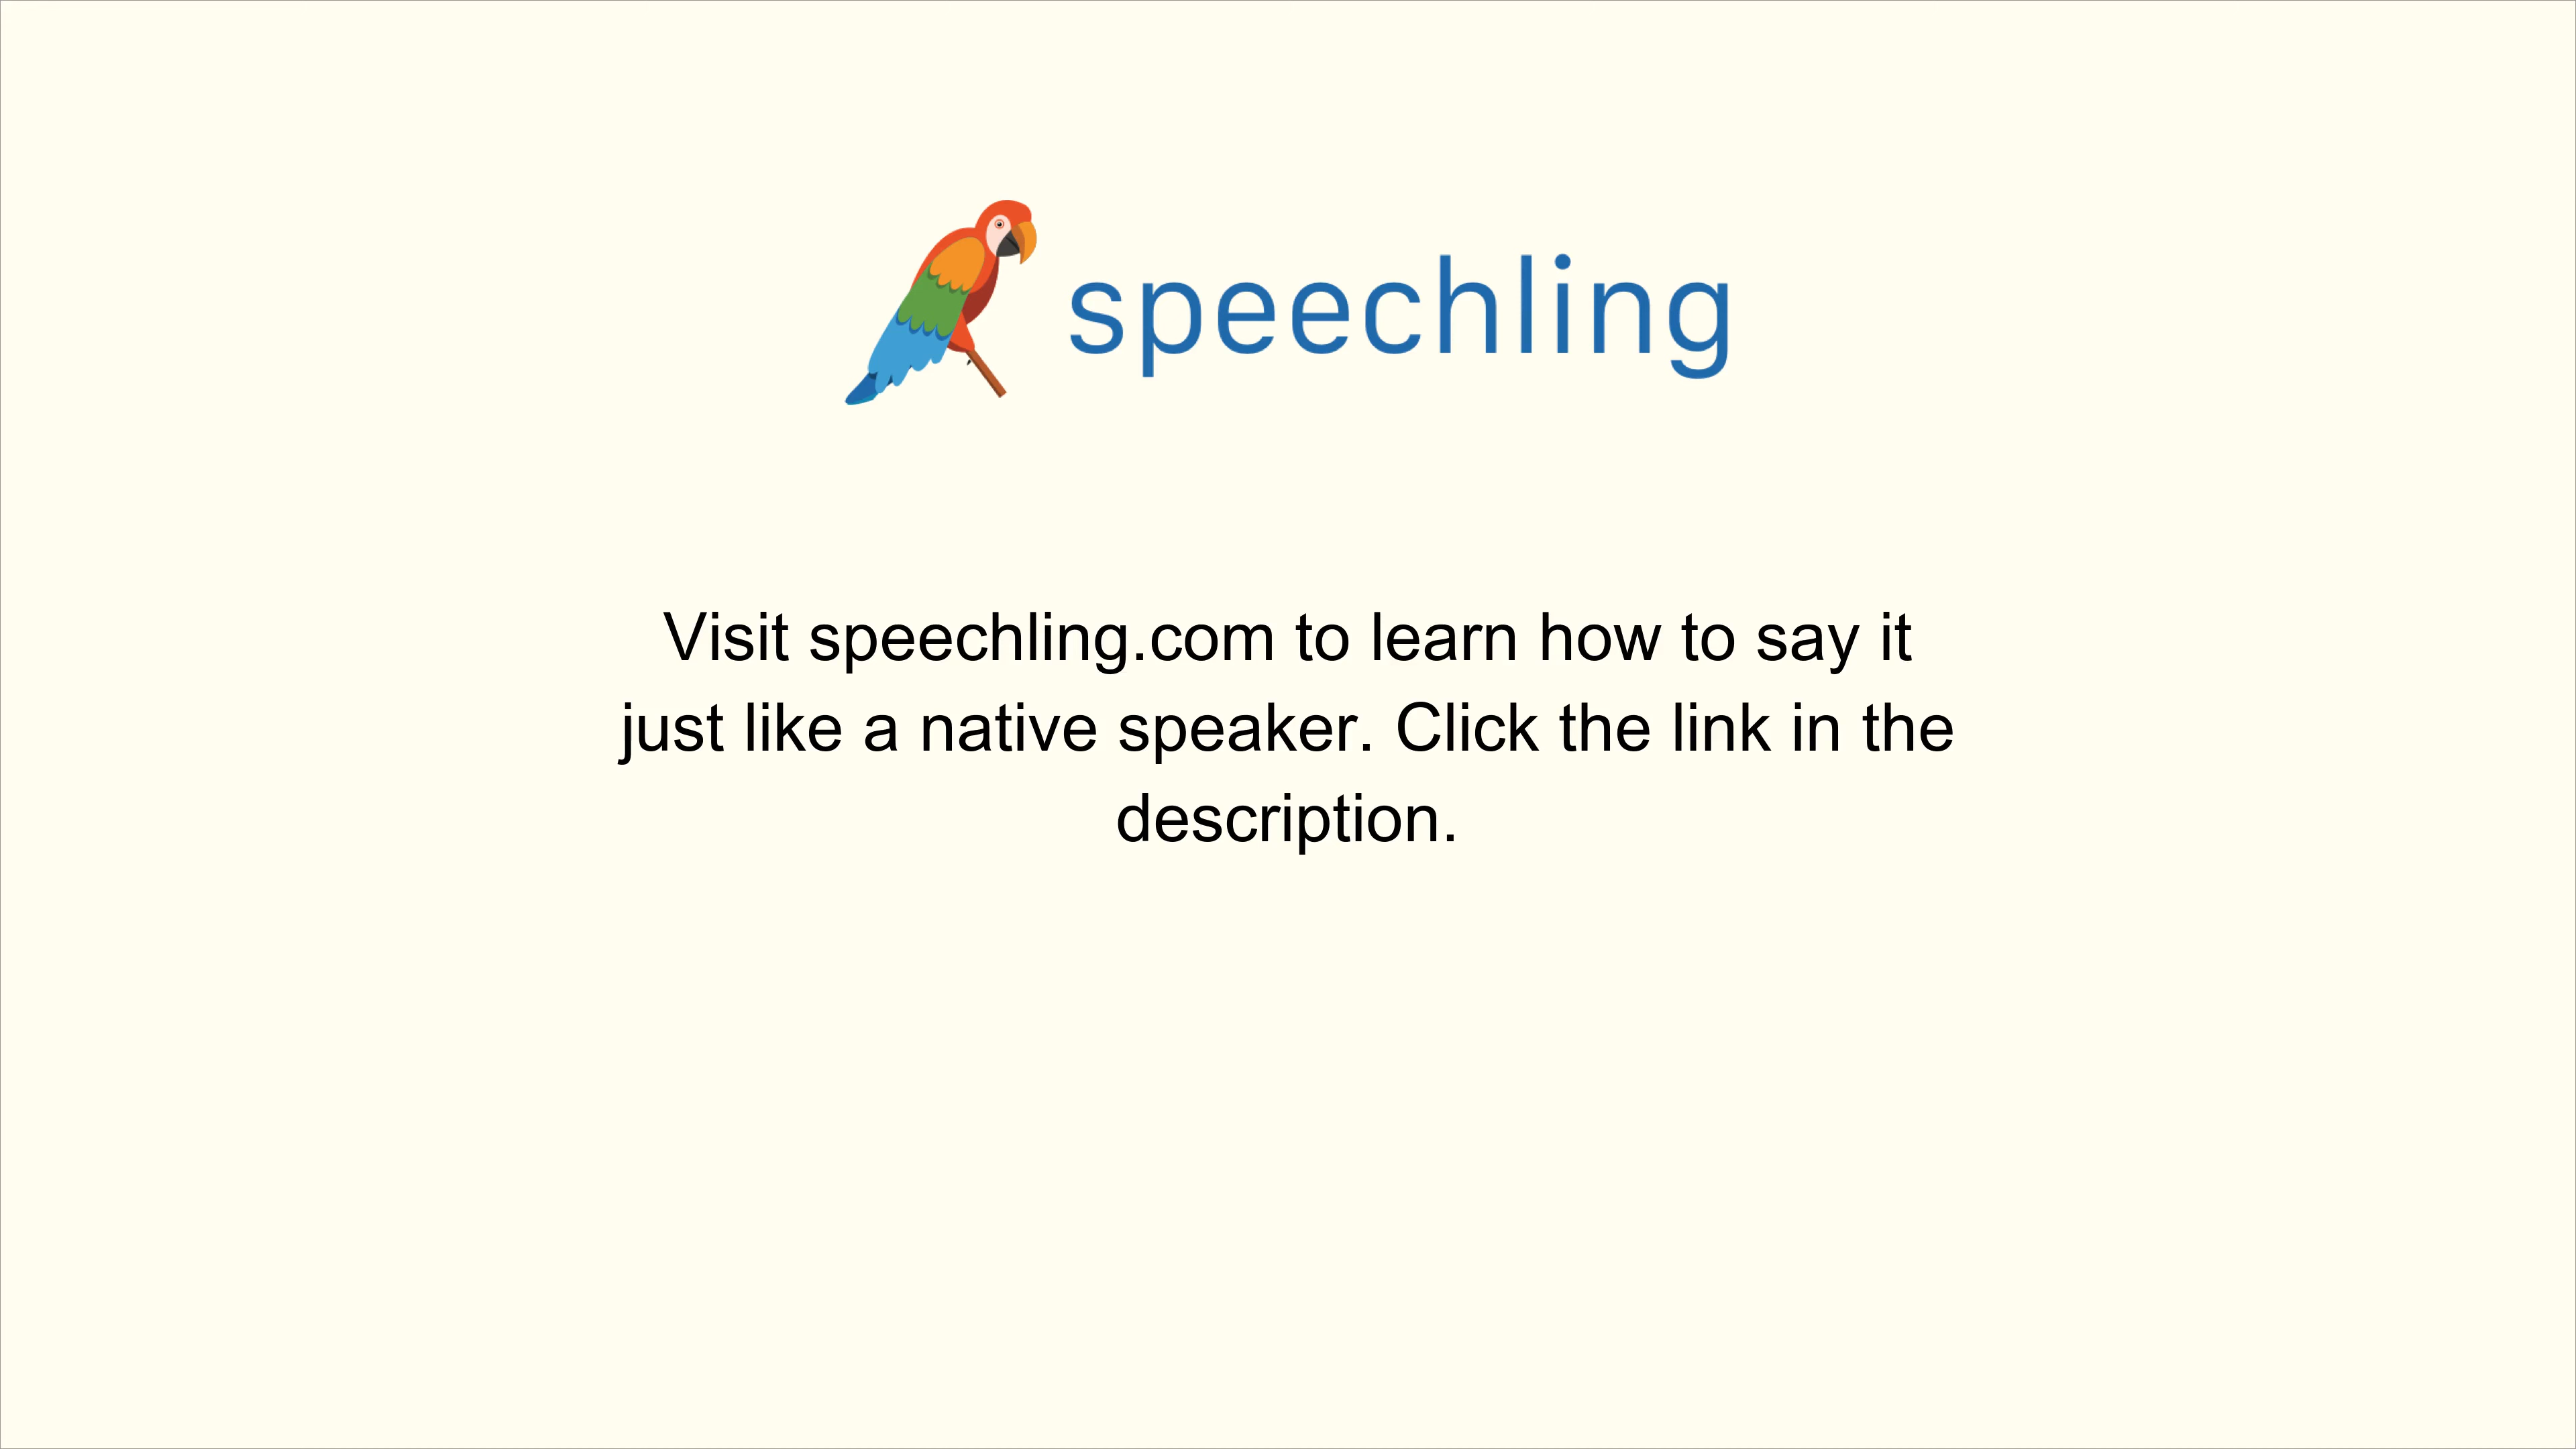 speechling
Visit speechling.com to learn how to say it
just like a native speaker. Click the link in the
description.